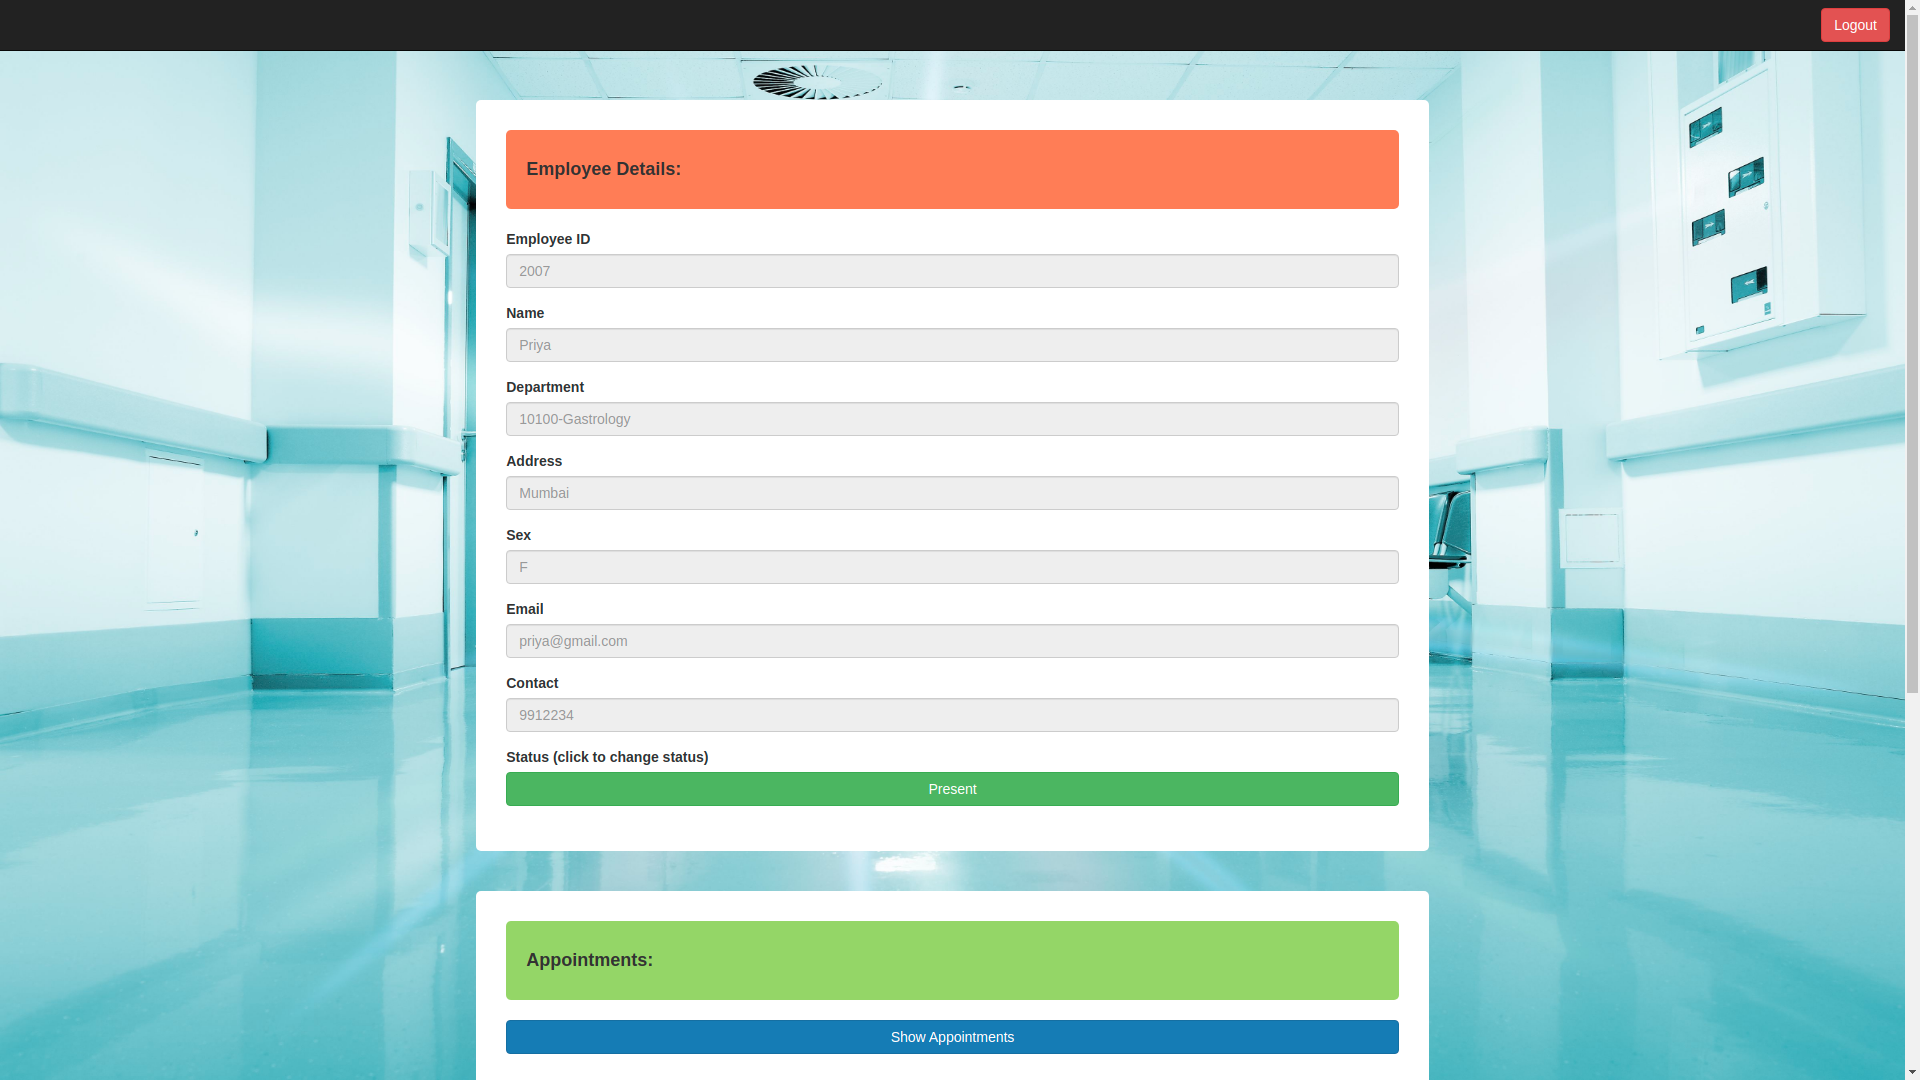 Logout
Employee Details:
Employee ID
2007
Name
Priya
Department
10100-Gastrology
Address
Mumbai
Sex
F
Email
priya@gmail.com
Contact
9912234
Status (click to change status)
Present
Appointments:
Show Appointments